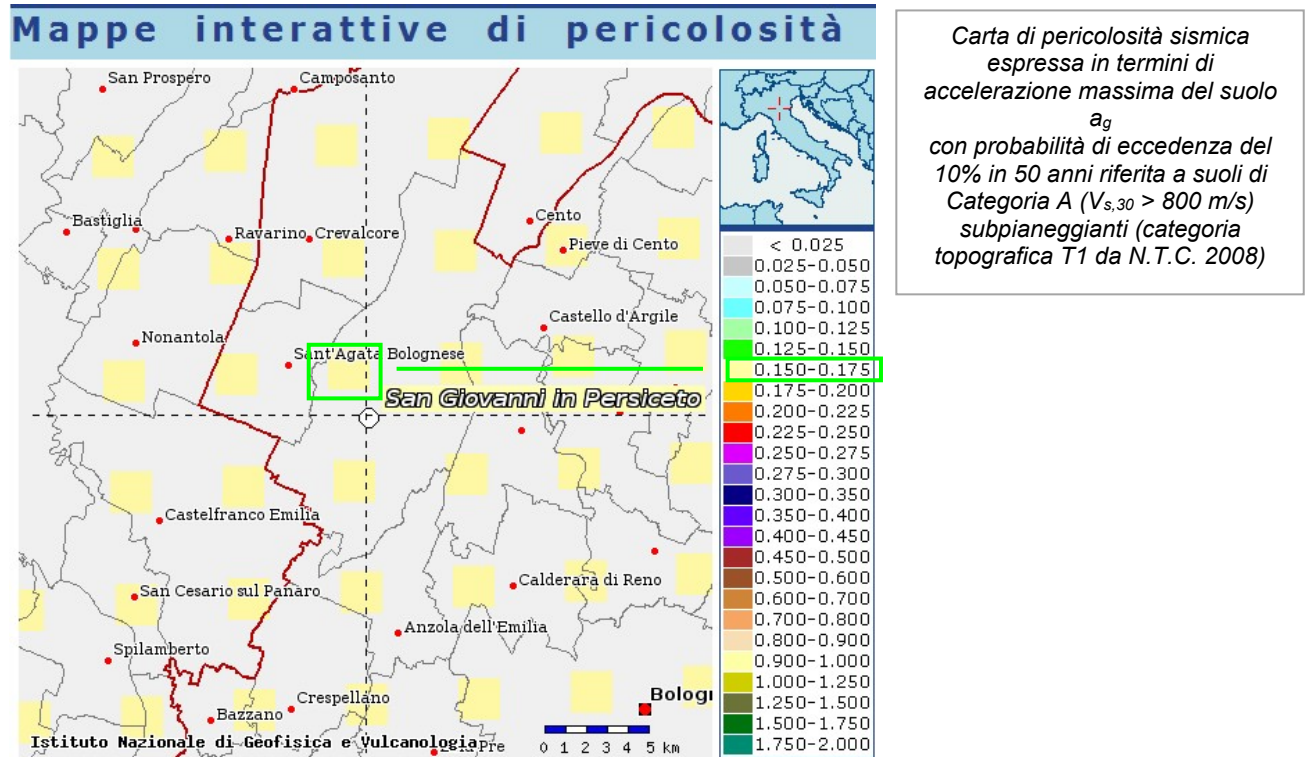 Mappe interattive di pericolosità
San Prospero
Camposanto
Bastiglia
Ravarino
Crevalcore
Cento
Pieve di Cento
Nonantola
Castello d'Argile
Sant'Agata Bolognese
San Giovanni in Persiceto
Castelfranco Emilia
San Cesario sul Panaro
Calderara di Reno
Anzola dell'Emilia
Spilamberto
Crespellano
Bazzano
Istituto Nazionale di Geofisica e Vulcanologia
0 1 2 3 4 5 km
< 0.025
0.025-0.050
0.050-0.075
0.075-0.100
0.100-0.125
0.125-0.150
0.150-0.175
0.175-0.200
0.200-0.225
0.225-0.250
0.250-0.275
0.275-0.300
0.300-0.350
0.350-0.400
0.400-0.450
0.450-0.500
0.500-0.600
0.600-0.700
0.700-0.800
0.800-0.900
0.900-1.000
1.000-1.250
1.250-1.500
1.500-1.750
1.750-2.000
Carta di pericolosità sismica
espressa in termini di
accelerazione massima del suolo
ag
con probabilità di eccedenza del
10% in 50 anni riferita a suoli di
Categoria A (Vs,30 > 800 m/s)
subpianeggianti (categoria
topografica T1 da N.T.C. 2008)